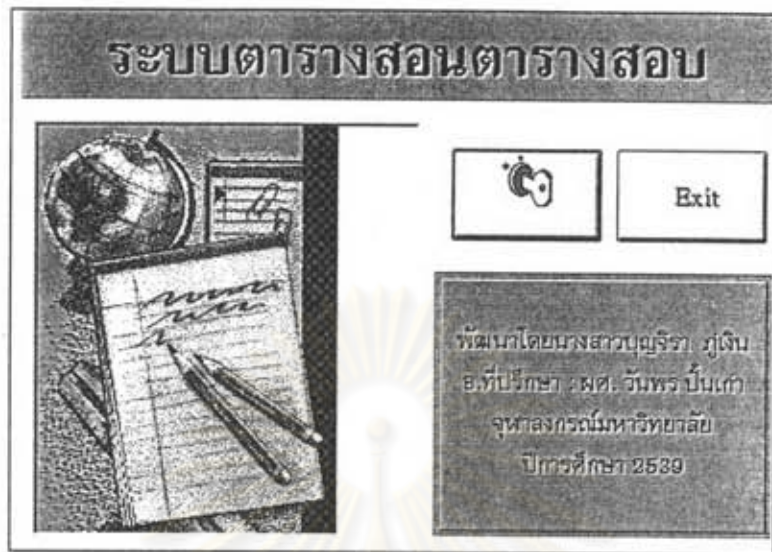 ระบบตารางสอนตารางสอบ
Exit
พัฒนาโดยนางสาวบุญจิรา ภู่เงิน
อ.ที่ปรึกษา : ผศ. วันพร ปั้นเก่า
จุฬาลงกรณ์มหาวิทยาลัย
ปีการศึกษา 2539